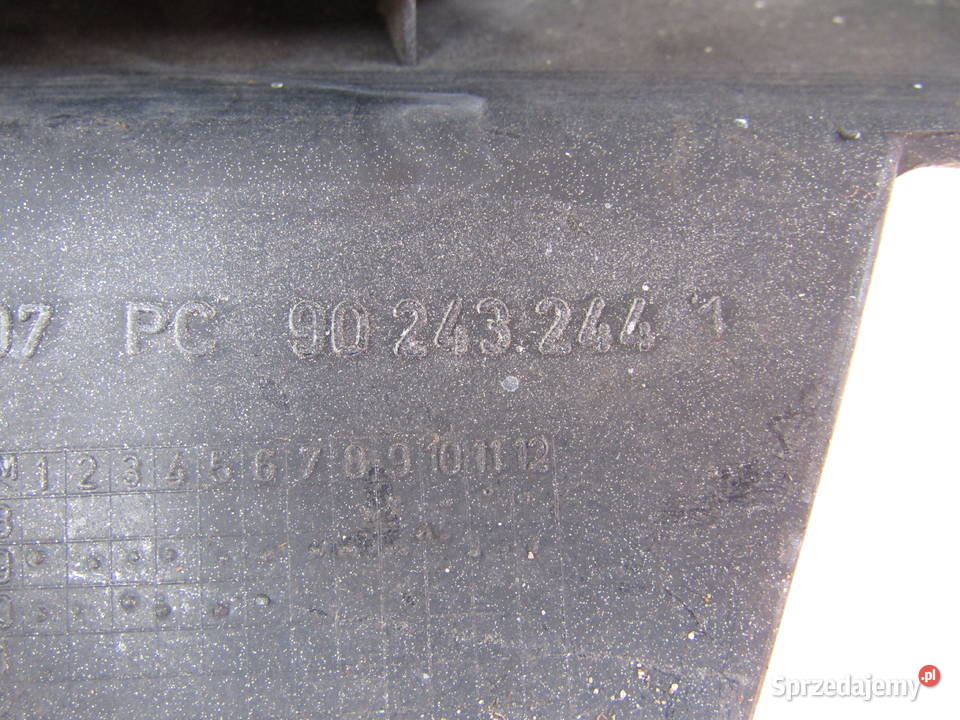 07 PC 90 243.244 1
M 1 2 3 4 5 6 7 8 9 10 11 12
Sprzedajemy.pl